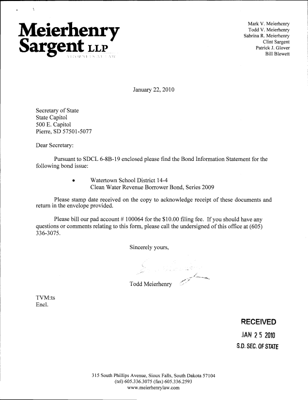 Meierhenry
Sargent LLP
ATTORNEYS AT LAW
Mark V. Meierhenry
Todd V. Meierhenry
Sabrina R. Meierhenry
Clint Sargent
Patrick J. Glover
Bill Blewett
January 22, 2010
Secretary of State
State Capitol
500 E. Capitol
Pierre, SD 57501-5077
Dear Secretary:
Pursuant to SDCL 6-8B-19 enclosed please find the Bond Information Statement for the
following bond issue:
• Watertown School District 14-4
Clean Water Revenue Borrower Bond, Series 2009
Please stamp date received on the copy to acknowledge receipt of these documents and
return in the envelope provided.
Please bill our pad account # 100064 for the $10.00 filing fee. If you should have any
questions or comments relating to this form, please call the undersigned of this office at (605)
336-3075.
Sincerely yours,
Todd Meierhenry
TVM:ts
Encl.
RECEIVED
JAN 25 2010
S.D. SEC. OF STATE
315 South Phillips Avenue, Sioux Falls, South Dakota 57104
(tel) 605.336.3075 (fax) 605.336.2593
www.meierhenrylaw.com